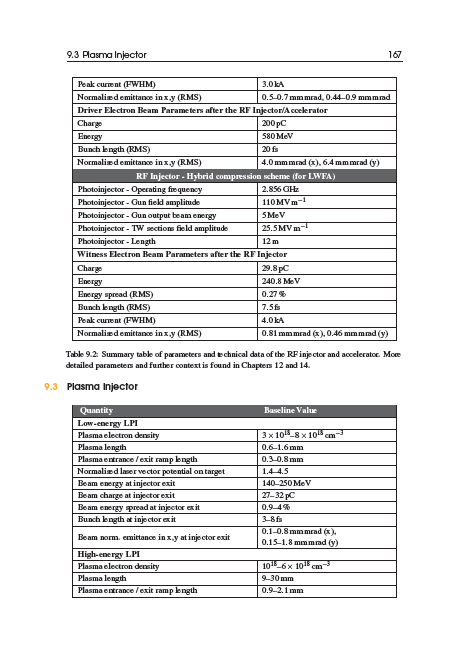 9.3 Plasma Injector 167
Peak current (FWHM) 3.0 kA
Normalised emittance in x,y (RMS) 0.5–0.7 mm mrad, 0.44–0.9 mm mrad
Driver Electron Beam Parameters after the RF Injector/Accelerator
Charge 200 pC
Energy 580 MeV
Bunch length (RMS) 20 fs
Normalised emittance in x,y (RMS) 4.0 mm mrad (x), 6.4 mm mrad (y)
RF Injector - Hybrid compression scheme (for LWFA)
Photoinjector - Operating frequency 2.856 GHz
Photoinjector - Gun field amplitude 110 MV m⁻¹
Photoinjector - Gun output beam energy 5 MeV
Photoinjector - TW sections field amplitude 25.5 MV m⁻¹
Photoinjector - Length 12 m
Witness Electron Beam Parameters after the RF Injector
Charge 29.8 pC
Energy 240.8 MeV
Energy spread (RMS) 0.27 %
Bunch length (RMS) 7.5 fs
Peak current (FWHM) 4.0 kA
Normalised emittance in x,y (RMS) 0.81 mm mrad (x), 0.46 mm mrad (y)
Table 9.2: Summary table of parameters and technical data of the RF injector and accelerator. More
detailed parameters and further context is found in Chapters 12 and 14.
9.3 Plasma Injector
Quantity Baseline Value
Low-energy LPI
Plasma electron density 3 × 10¹⁸–8 × 10¹⁸ cm⁻³
Plasma length 0.6–1.6 mm
Plasma entrance / exit ramp length 0.3–0.8 mm
Normalised laser vector potential on target 1.4–4.5
Beam energy at injector exit 140–250 MeV
Beam charge at injector exit 27–32 pC
Beam energy spread at injector exit 0.9–4 %
Bunch length at injector exit 3–8 fs
Beam norm. emittance in x,y at injector exit 0.1–0.8 mm mrad (x),
0.15–1.8 mm mrad (y)
High-energy LPI
Plasma electron density 10¹⁸–6 × 10¹⁸ cm⁻³
Plasma length 9–30 mm
Plasma entrance / exit ramp length 0.9–2.1 mm